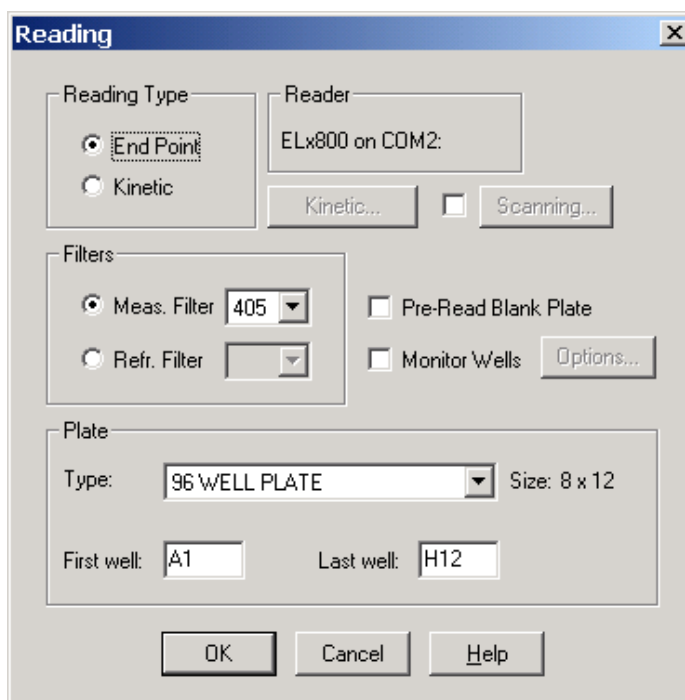 Reading
Reading Type
End Point
Kinetic
Reader
ELx800 on COM2:
Kinetic...
Scanning...
Filters
Meas. Filter 405
Refr. Filter
Pre-Read Blank Plate
Monitor Wells Options...
Plate
Type: 96 WELL PLATE Size: 8 x 12
First well: A1 Last well: H12
OK Cancel Help